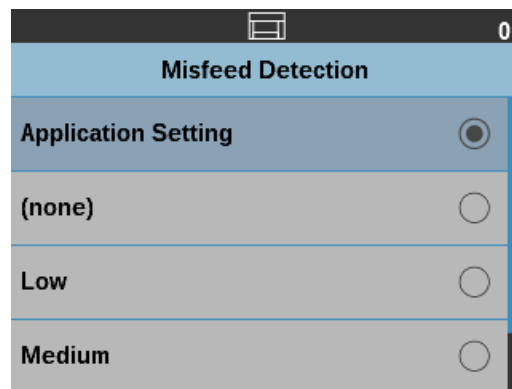 0
Misfeed Detection
Application Setting
(none)
Low
Medium